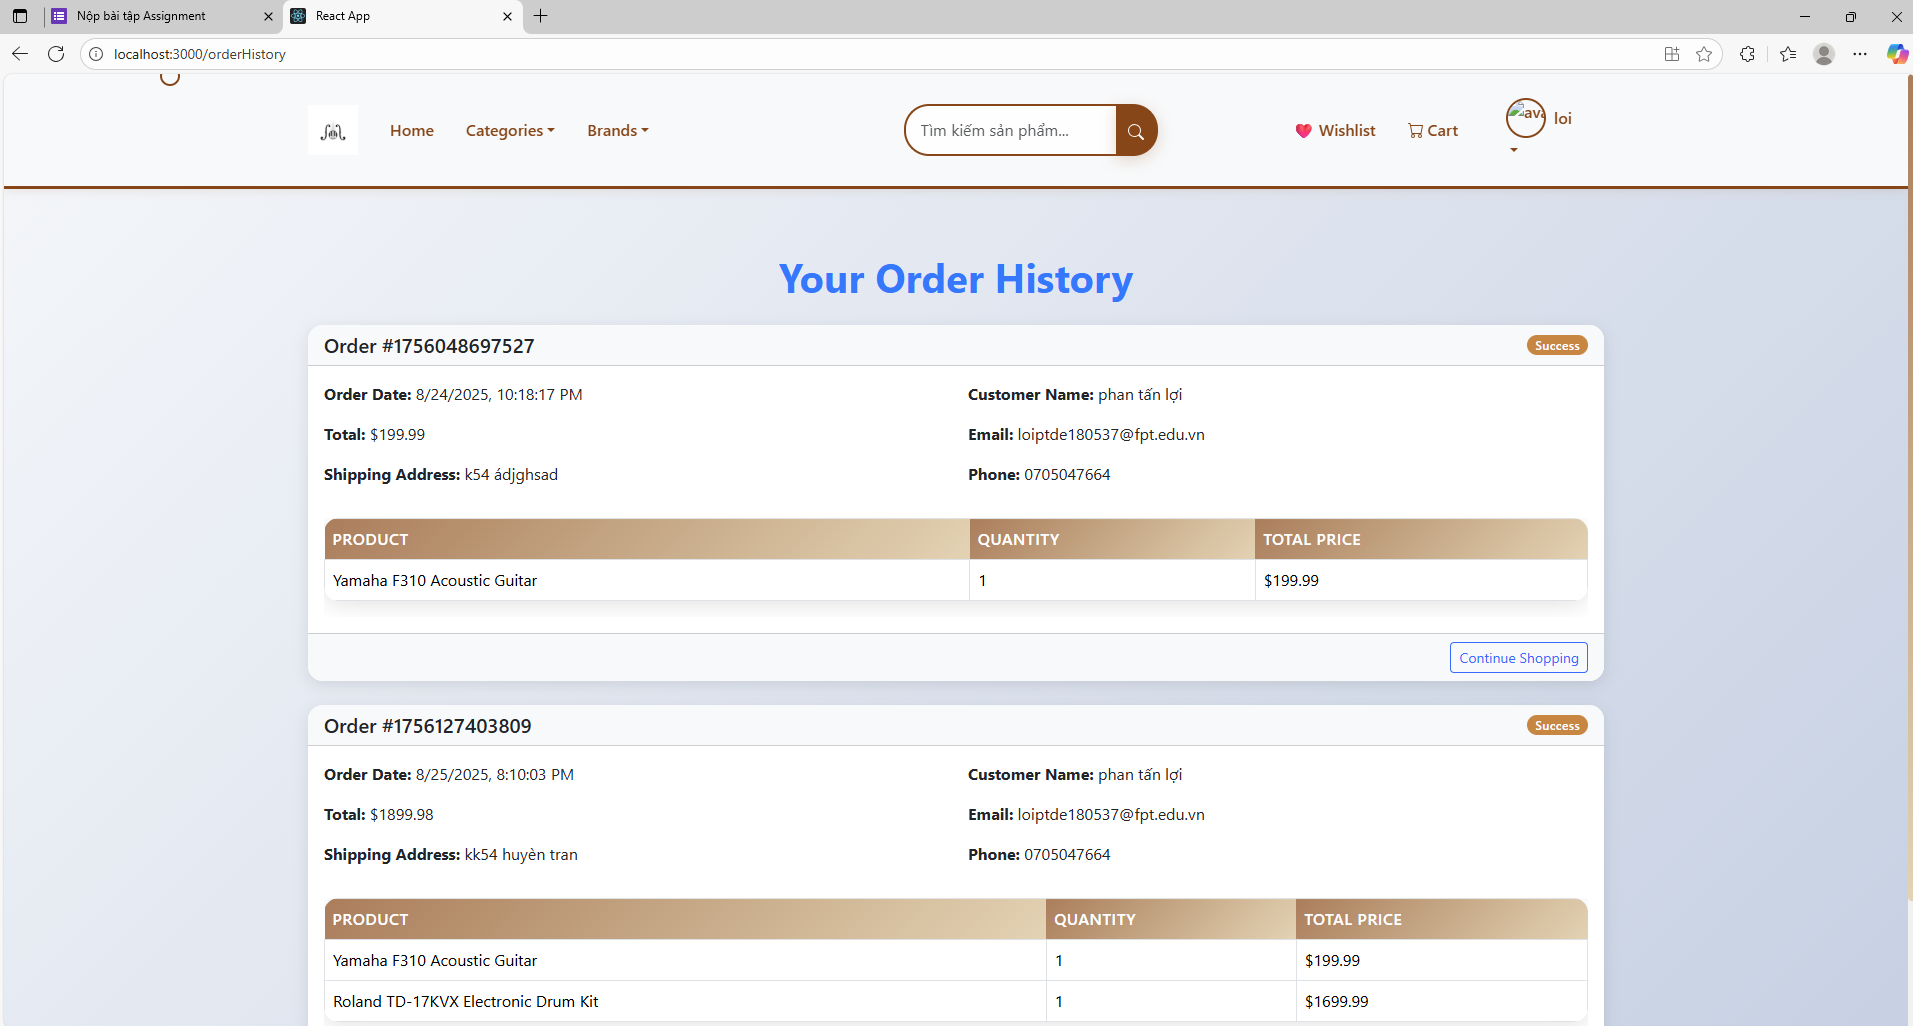 Nộp bài tập Assignment
React App
localhost:3000/orderHistory
Home
Categories
Brands
Tìm kiếm sản phẩm...
Wishlist
Cart
ava
loi
Your Order History
Order #1756048697527
Success
Order Date: 8/24/2025, 10:18:17 PM
Customer Name: phan tấn lợi
Total: $199.99
Email: loiptde180537@fpt.edu.vn
Shipping Address: k54 ádjghsad
Phone: 0705047664
PRODUCT QUANTITY TOTAL PRICE
Yamaha F310 Acoustic Guitar 1 $199.99
Continue Shopping
Order #1756127403809
Success
Order Date: 8/25/2025, 8:10:03 PM
Customer Name: phan tấn lợi
Total: $1899.98
Email: loiptde180537@fpt.edu.vn
Shipping Address: kk54 huyèn tran
Phone: 0705047664
PRODUCT QUANTITY TOTAL PRICE
Yamaha F310 Acoustic Guitar 1 $199.99
Roland TD-17KVX Electronic Drum Kit 1 $1699.99